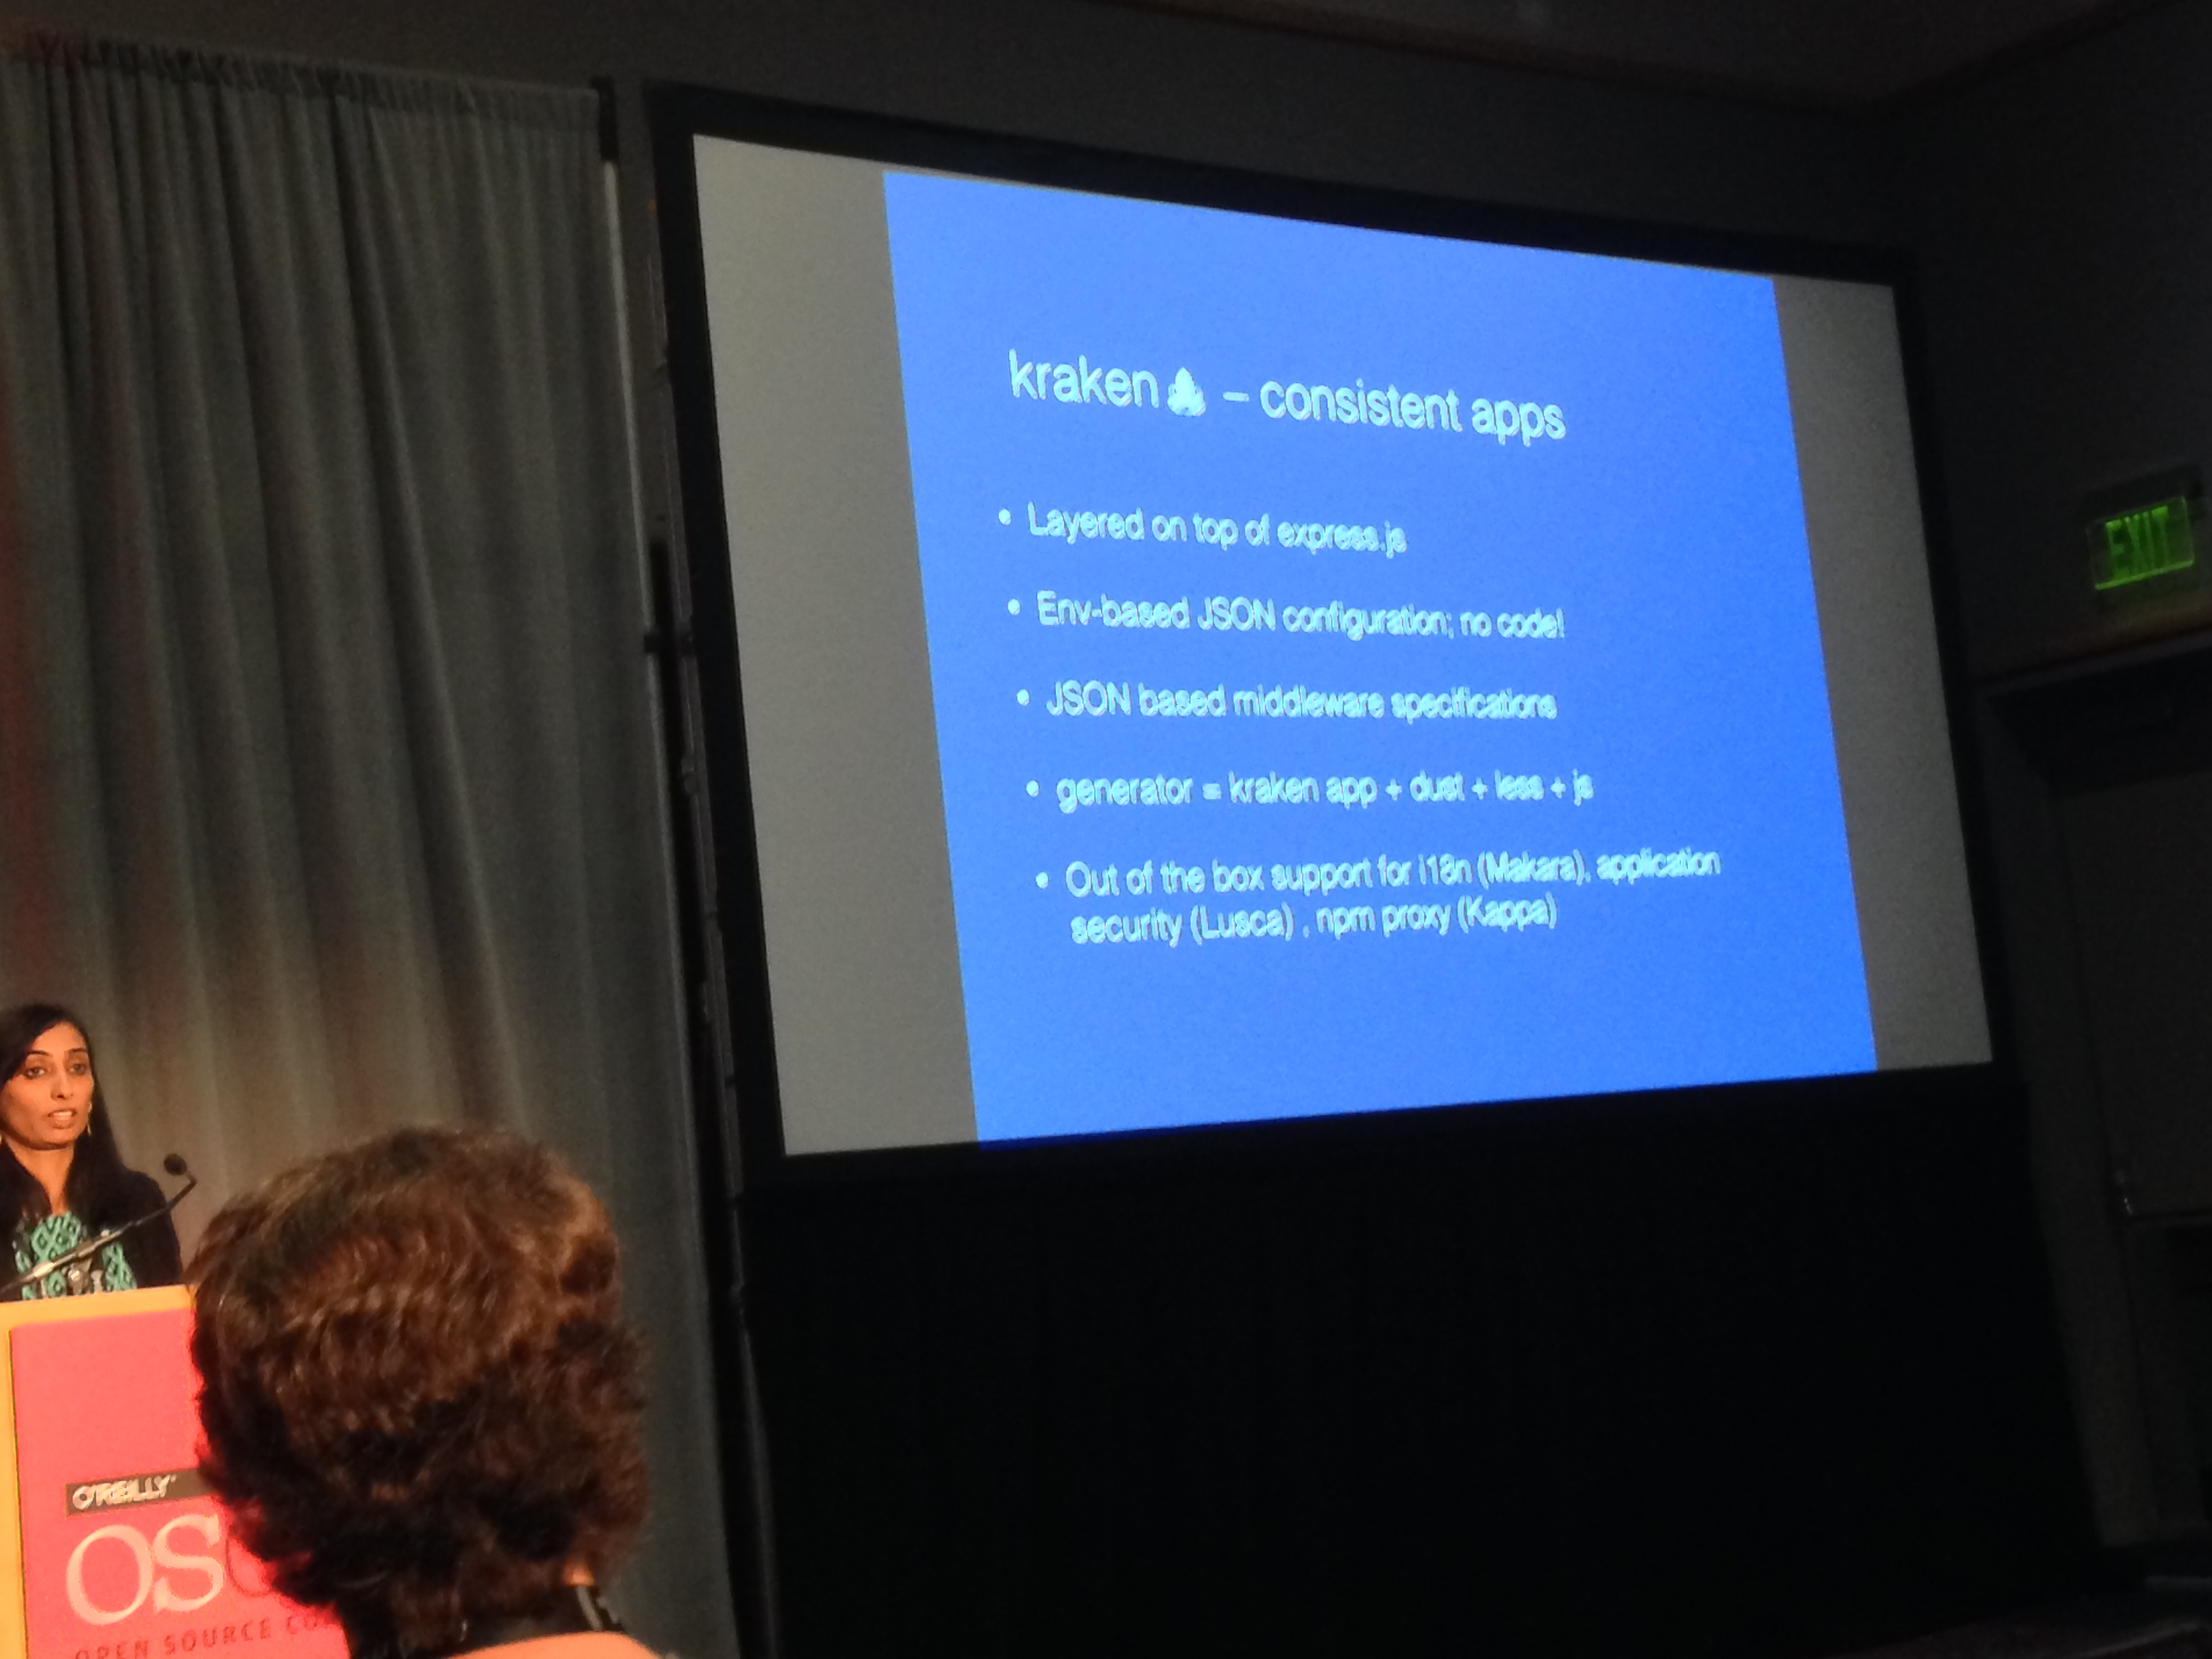 kraken – consistent apps
• Layered on top of express.js
• Env-based JSON configuration; no code!
• JSON based middleware specifications
• generator = kraken app + dust + less + js
• Out of the box support for i18n (Makara), application
security (Lusca) , npm proxy (Kappa)
EXIT
O'REILLY®
OS
OPEN SOURCE CO